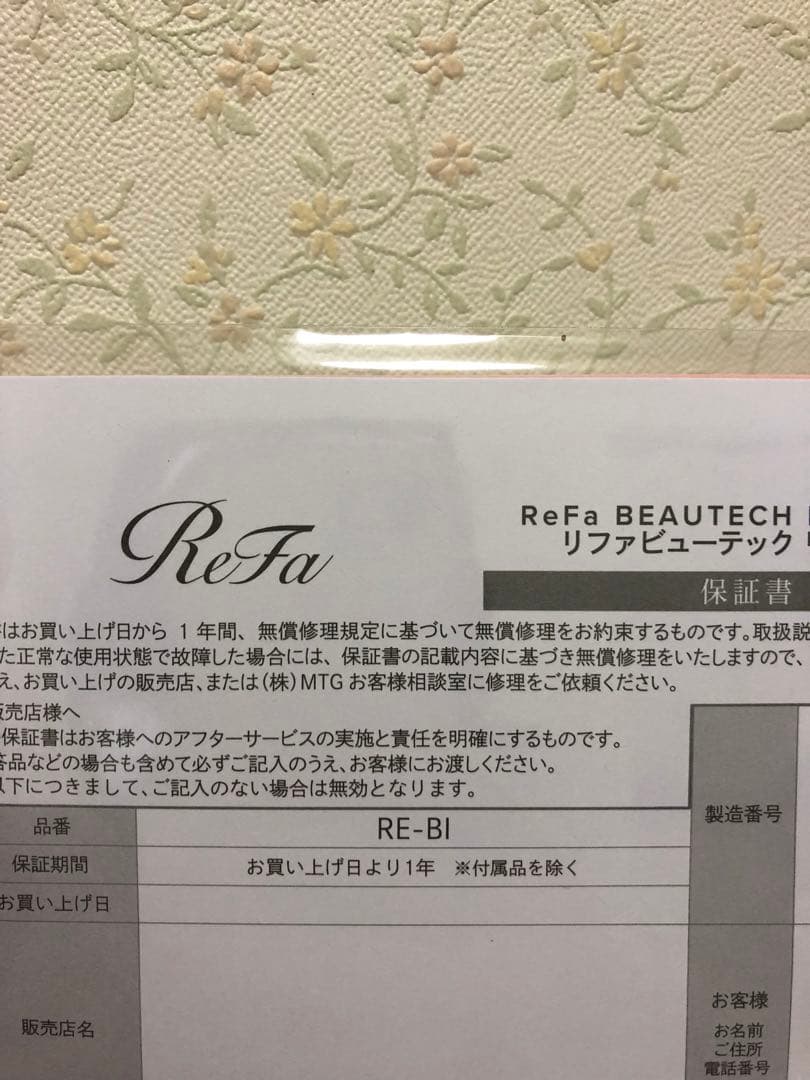 ReFa
ReFa BEAUTECH
リファビューテック
保証書
はお買い上げ日から 1 年間、無償修理規定に基づいて無償修理をお約束するものです。取扱説
た正常な使用状態で故障した場合には、保証書の記載内容に基づき無償修理をいたしますので、
え、お買い上げの販売店、または(株)MTG お客様相談室に修理をご依頼ください。
販売店様へ
保証書はお客様へのアフターサービスの実施と責任を明確にするものです。
答品などの場合も含めて必ずご記入のうえ、お客様にお渡しください。
以下につきまして、ご記入のない場合は無効となります。
品番
RE-BI
製造番号
保証期間
お買い上げ日より1年 ※付属品を除く
お買い上げ日
販売店名
お客様
お名前
ご住所
電話番号